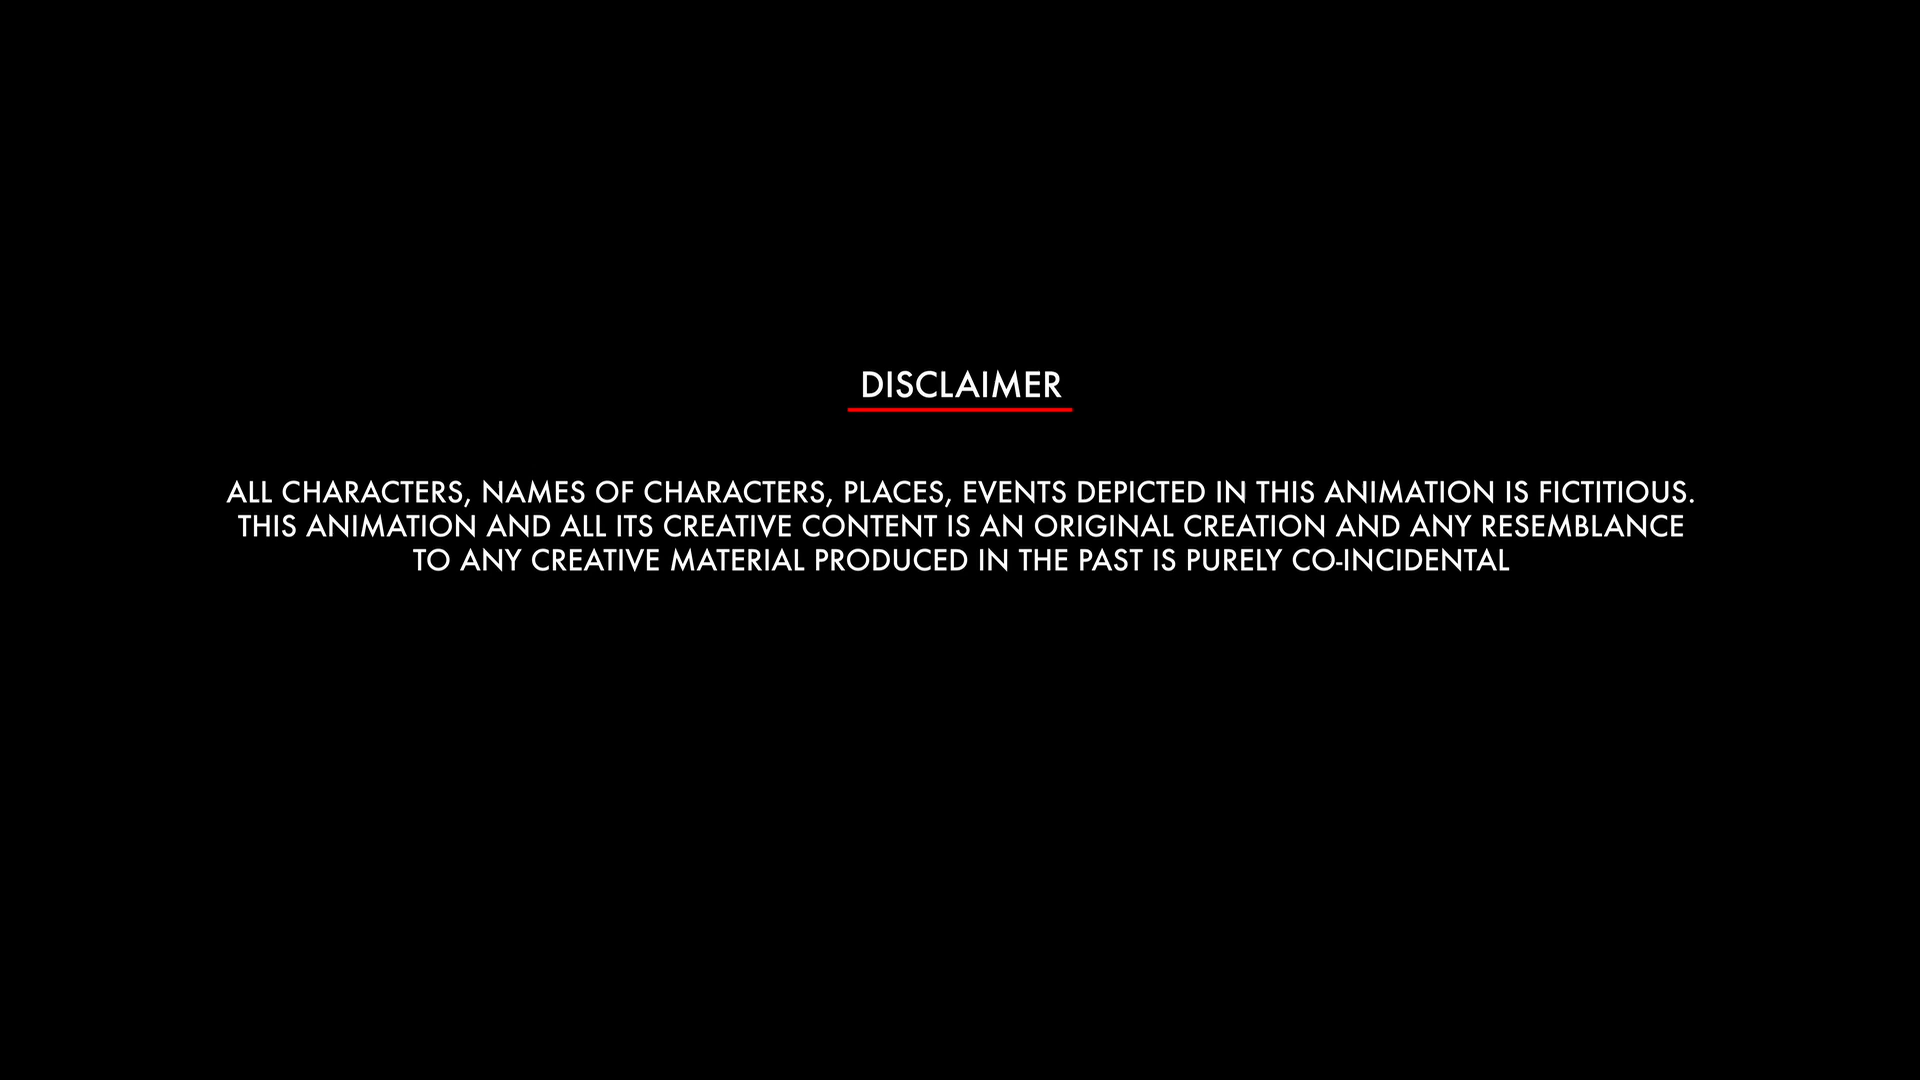 DISCLAIMER
ALL CHARACTERS, NAMES OF CHARACTERS, PLACES, EVENTS DEPICTED IN THIS ANIMATION IS FICTITIOUS.
THIS ANIMATION AND ALL ITS CREATIVE CONTENT IS AN ORIGINAL CREATION AND ANY RESEMBLANCE
TO ANY CREATIVE MATERIAL PRODUCED IN THE PAST IS PURELY CO-INCIDENTAL